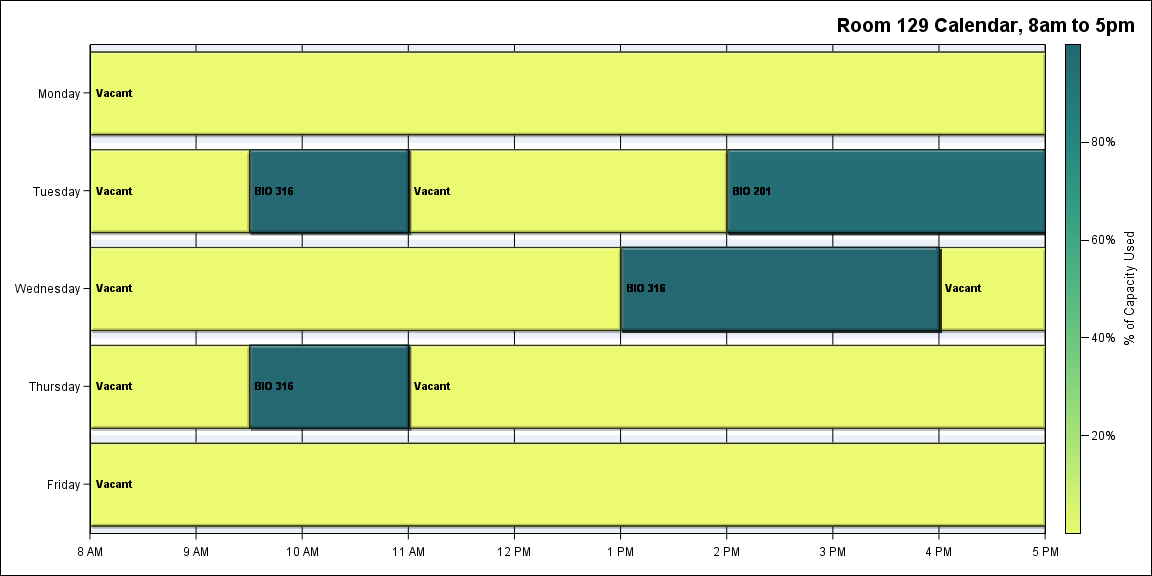 Room 129 Calendar, 8am to 5pm
Monday
Vacant
Tuesday
Vacant
BIO 316
Vacant
BIO 201
Wednesday
Vacant
BIO 316
Vacant
Thursday
Vacant
BIO 316
Vacant
Friday
Vacant
8 AM
9 AM
10 AM
11 AM
12 PM
1 PM
2 PM
3 PM
4 PM
5 PM
80%
60%
40%
20%
% of Capacity Used